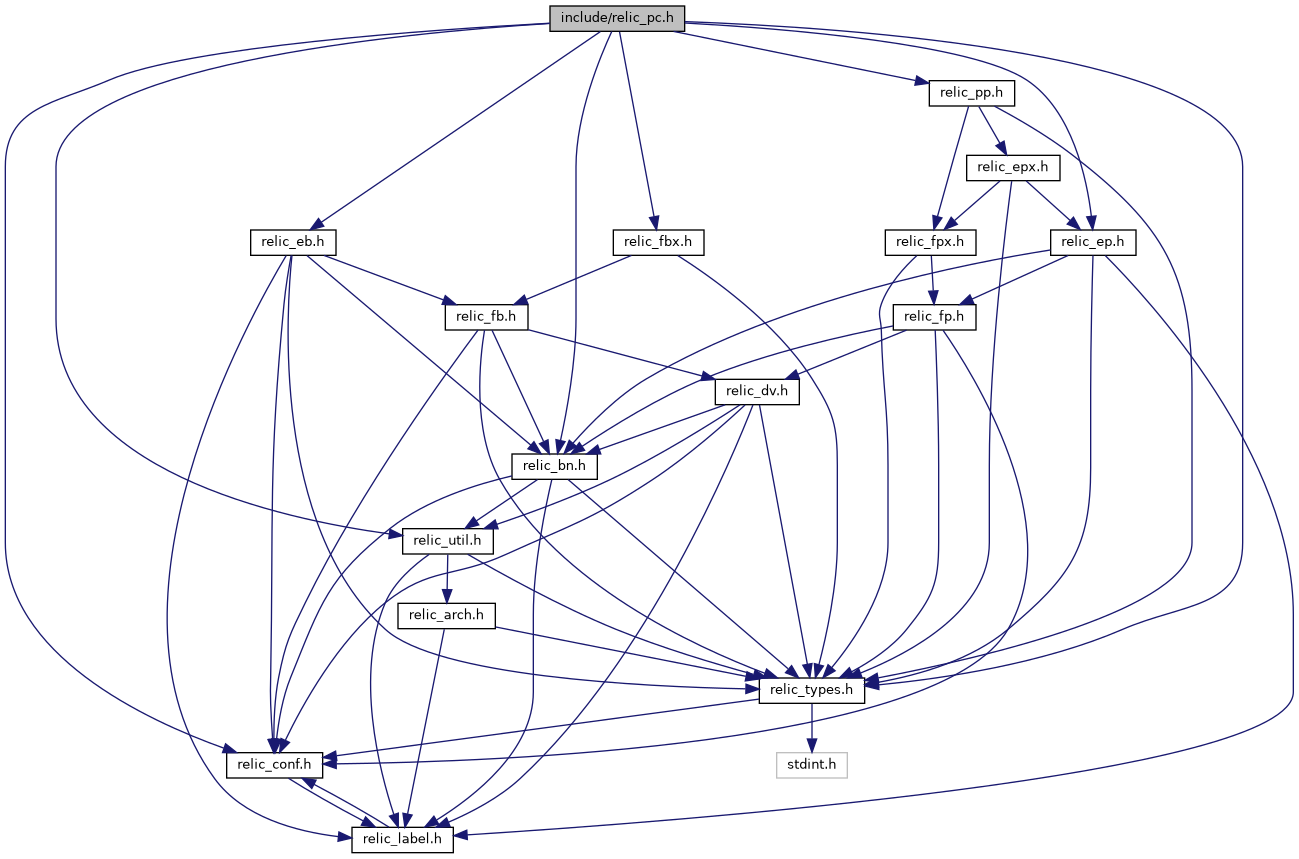 include/relic_pc.h
relic_pp.h
relic_epx.h
relic_eb.h
relic_fbx.h
relic_fpx.h
relic_ep.h
relic_fb.h
relic_fp.h
relic_dv.h
relic_bn.h
relic_util.h
relic_arch.h
relic_types.h
relic_conf.h
stdint.h
relic_label.h